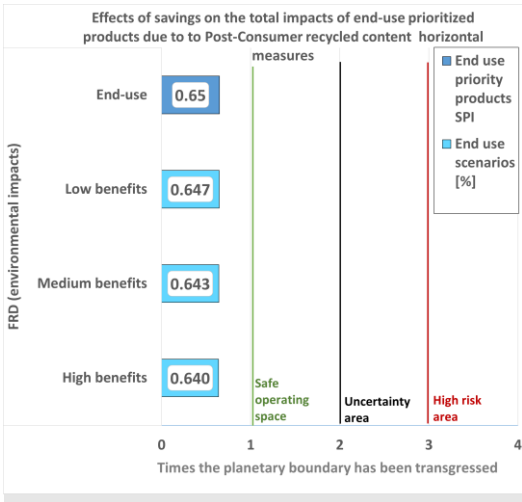 Effects of savings on the total impacts of end-use prioritized
products due to to Post-Consumer recycled content horizontal
measures
End use
priority
products
SPI
End use
scenarios
[%]
FRD (environmental impacts)
End-use
0.65
Low benefits
0.647
Medium benefits
0.643
High benefits
0.640
Safe
operating
space
Uncertainty
area
High risk
area
0 1 2 3 4
Times the planetary boundary has been transgressed